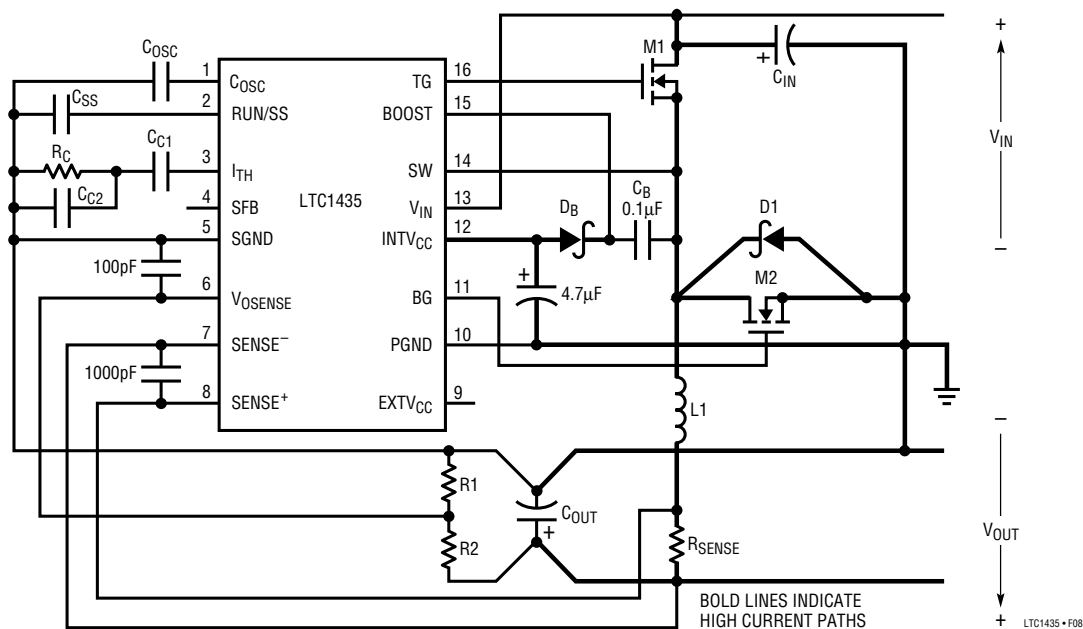 C_OSC
C_SS
R_C
C_C1
C_C2
100pF
1000pF
1
2
3
4
5
6
7
8
C_OSC
RUN/SS
I_TH
SFB
SGND
V_OSENSE
SENSE⁻
SENSE⁺
LTC1435
TG
BOOST
SW
V_IN
INTV_CC
BG
PGND
EXTV_CC
16
15
14
13
12
11
10
9
M1
+
C_IN
D_B
C_B
0.1µF
+
4.7µF
D1
M2
L1
R1
R2
C_OUT
+
R_SENSE
+
V_IN
–
–
V_OUT
+
BOLD LINES INDICATE
HIGH CURRENT PATHS
LTC1435 • F08